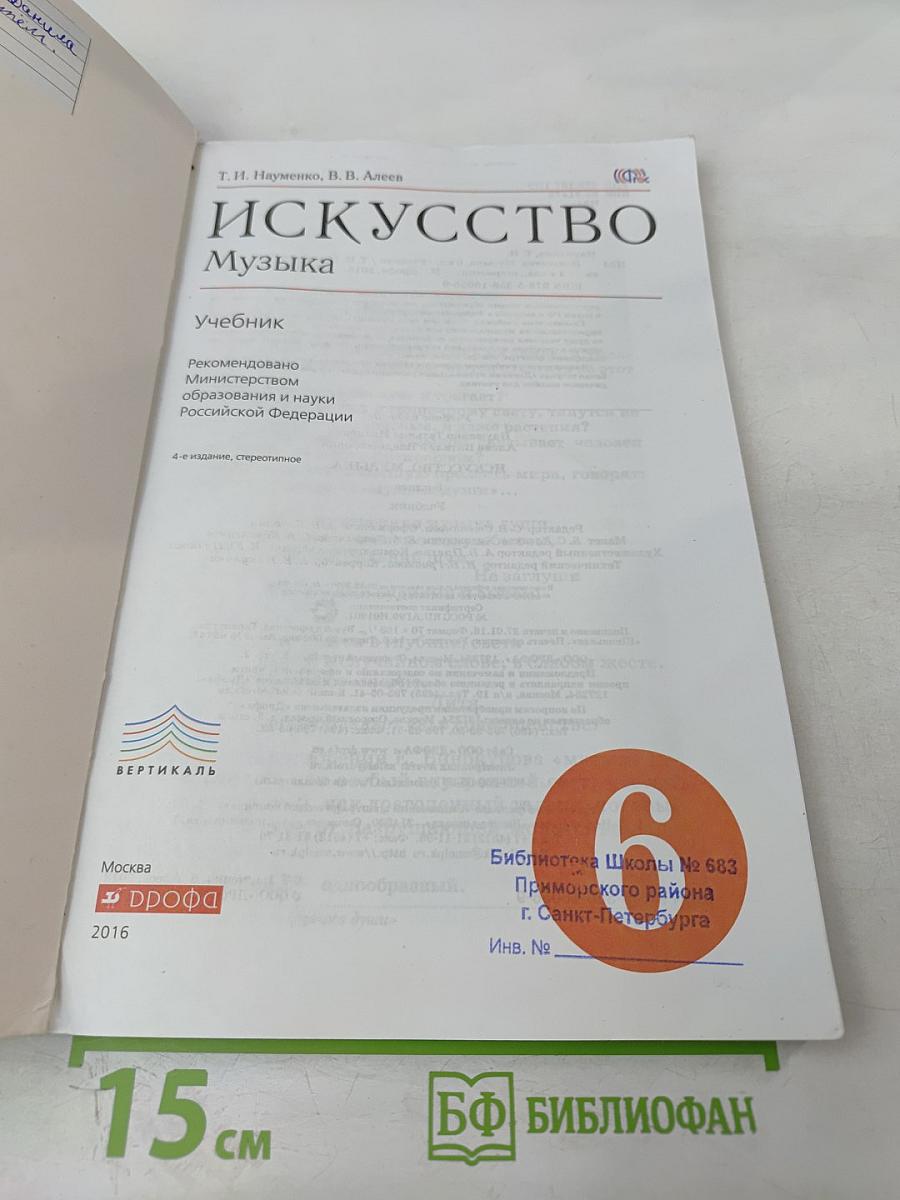 Т. И. Науменко, В. В. Алеев
ФГОС
ИСКУССТВО
Музыка
Учебник
Рекомендовано
Министерством
образования и науки
Российской Федерации
4-е издание, стереотипное
ВЕРТИКАЛЬ
6
Библиотека Школы № 683
Приморского района
г. Санкт-Петербурга
Инв. №
Москва
дрофа
2016
15 см
БФ БИБЛИОФАН